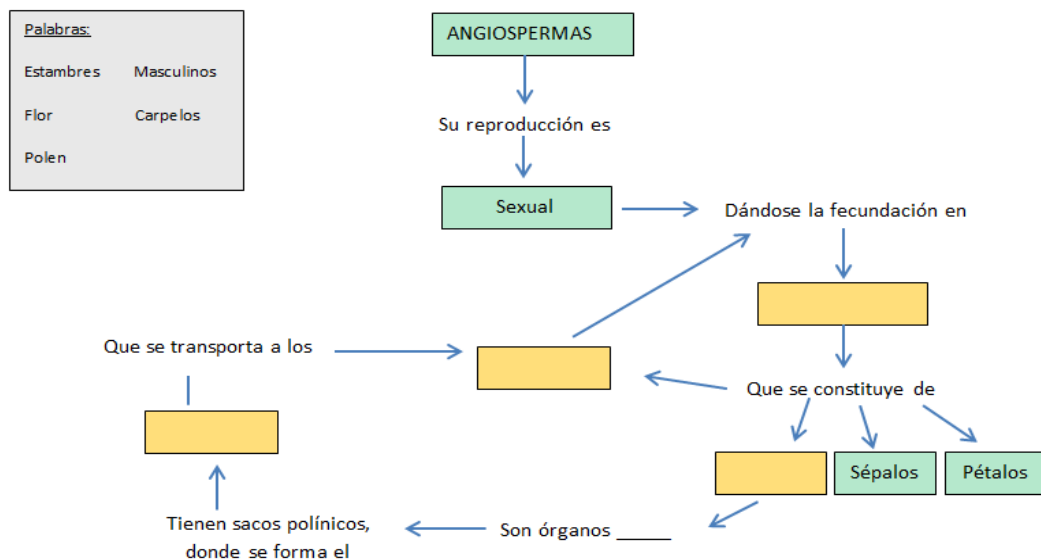 Palabras:
Estambres Masculinos
Flor Carpelos
Polen
ANGIOSPERMAS
Su reproducción es
Sexual
Dándose la fecundación en
Que se transporta a los
Que se constituye de
Sépalos
Pétalos
Tienen sacos polínicos,
donde se forma el
Son órganos _____